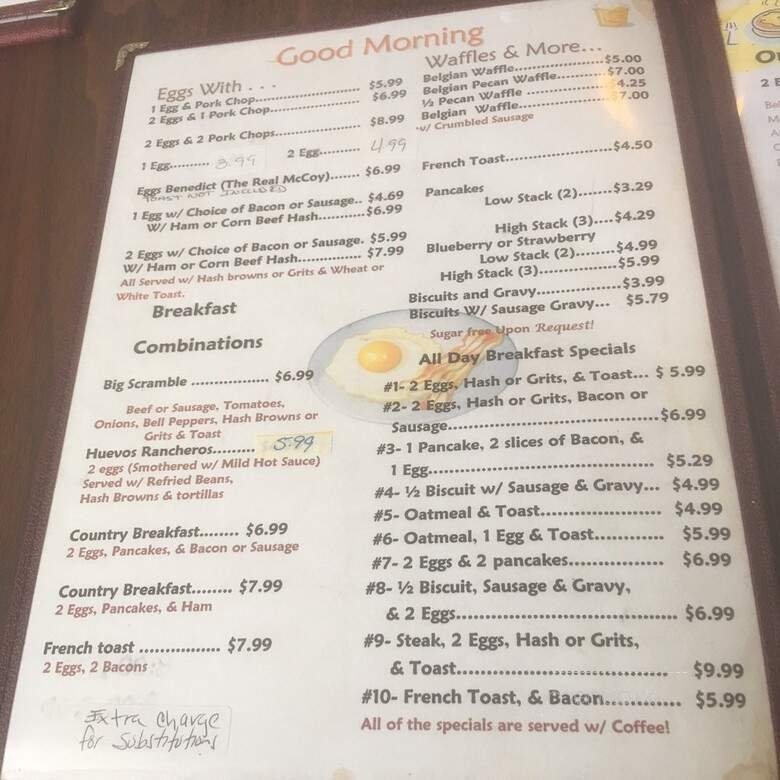 Good Morning
Eggs With . . .
1 Egg & Pork Chop.................... $5.99
2 Eggs & 1 Pork Chop................ $6.99
2 Eggs & 2 Pork Chops................ $8.99
1 Egg.......... 3.99 2 Egg.......... 4.99
Eggs Benedict (The Real McCoy)....... $6.99
TOAST NOT INCLUDED
1 Egg w/ Choice of Bacon or Sausage.. $4.69
W/ Ham or Corn Beef Hash...........$6.99
2 Eggs w/ Choice of Bacon or Sausage. $5.99
W/ Ham or Corn Beef Hash.............. $7.99
All Served w/ Hash browns or Grits & Wheat or
White Toast.
Breakfast
Combinations
Big Scramble ................. $6.99
Beef or Sausage, Tomatoes,
Onions, Bell Peppers, Hash Browns or
Grits & Toast
Huevos Rancheros......... $5.99
2 eggs (Smothered w/ Mild Hot Sauce)
Served w/ Refried Beans,
Hash Browns & tortillas
Country Breakfast........ $6.99
2 Eggs, Pancakes, & Bacon or Sausage
Country Breakfast........ $7.99
2 Eggs, Pancakes, & Ham
French toast ................ $7.99
2 Eggs, 2 Bacons
Extra charge
for Substitutions
Waffles & More...
Belgian Waffle....................$5.00
Belgian Pecan Waffle...........$7.00
½ Pecan Waffle ..................4.25
Belgian Waffle....................7.00
w/ Crumbled Sausage
French Toast.........................$4.50
Pancakes
Low Stack (2).......$3.29
High Stack (3)....$4.29
Blueberry or Strawberry
Low Stack (2)........$4.99
High Stack (3)................$5.99
Biscuits and Gravy.................$3.99
Biscuits W/ Sausage Gravy... $5.79
Sugar free Upon Request!
All Day Breakfast Specials
#1- 2 Eggs, Hash or Grits, & Toast... $ 5.99
#2- 2 Eggs, Hash or Grits, Bacon or
Sausage.....................................$6.99
#3- 1 Pancake, 2 slices of Bacon, &
1 Egg....................................... $5.29
#4- ½ Biscuit w/ Sausage & Gravy... $4.99
#5- Oatmeal & Toast.................... $4.99
#6- Oatmeal, 1 Egg & Toast............ $5.99
#7- 2 Eggs & 2 pancakes................. $6.99
#8- ½ Biscuit, Sausage & Gravy,
& 2 Eggs....................................... $6.99
#9- Steak, 2 Eggs, Hash or Grits,
& Toast........................................ $9.99
#10- French Toast, & Bacon............ $5.99
All of the specials are served w/ Coffee!